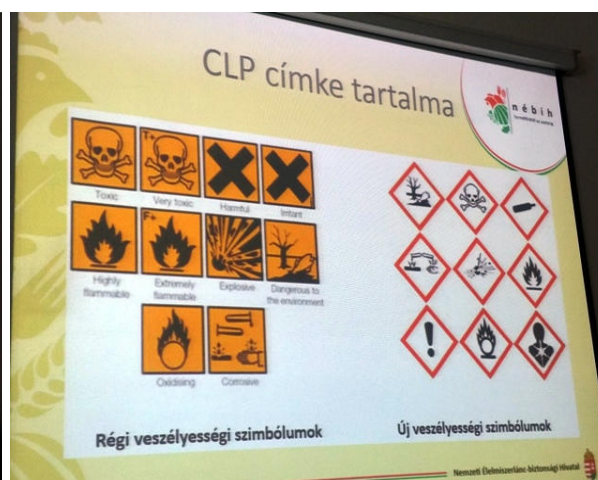 CLP címke tartalma
nébih
T+
Toxic
Very toxic
Harmful
Irritant
F+
Highly
flammable
Extremely
flammable
Explosive
Dangerous to
the environment
Oxidising
Corrosive
Régi veszélyességi szimbólumok
Új veszélyességi szimbólumok
Nemzeti Élelmiszerlánc-biztonsági Hivatal